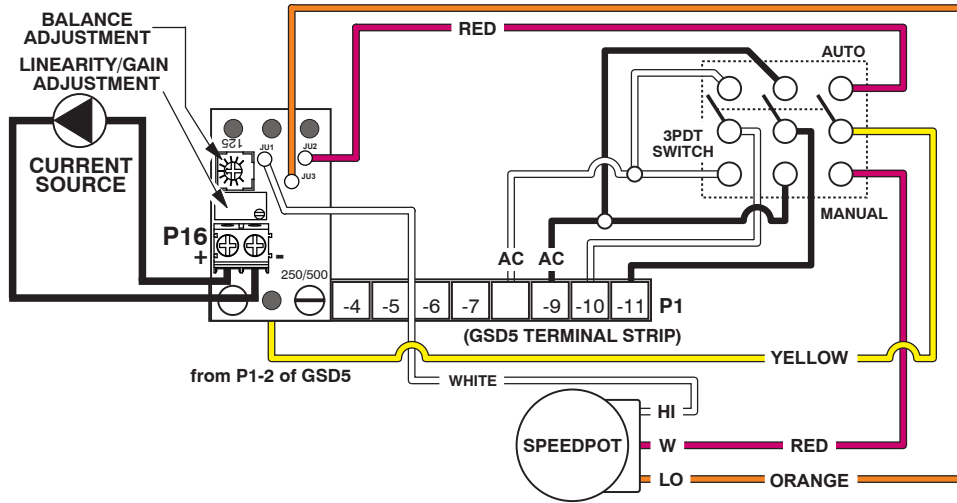 BALANCE
ADJUSTMENT
LINEARITY/GAIN
ADJUSTMENT
CURRENT
SOURCE
125
JU1
JU2
JU3
P16
+
-
250/500
RED
AUTO
3PDT
SWITCH
MANUAL
AC
AC
-4
-5
-6
-7
-9
-10
-11
P1
(GSD5 TERMINAL STRIP)
YELLOW
from P1-2 of GSD5
WHITE
HI
SPEEDPOT
W
RED
LO
ORANGE